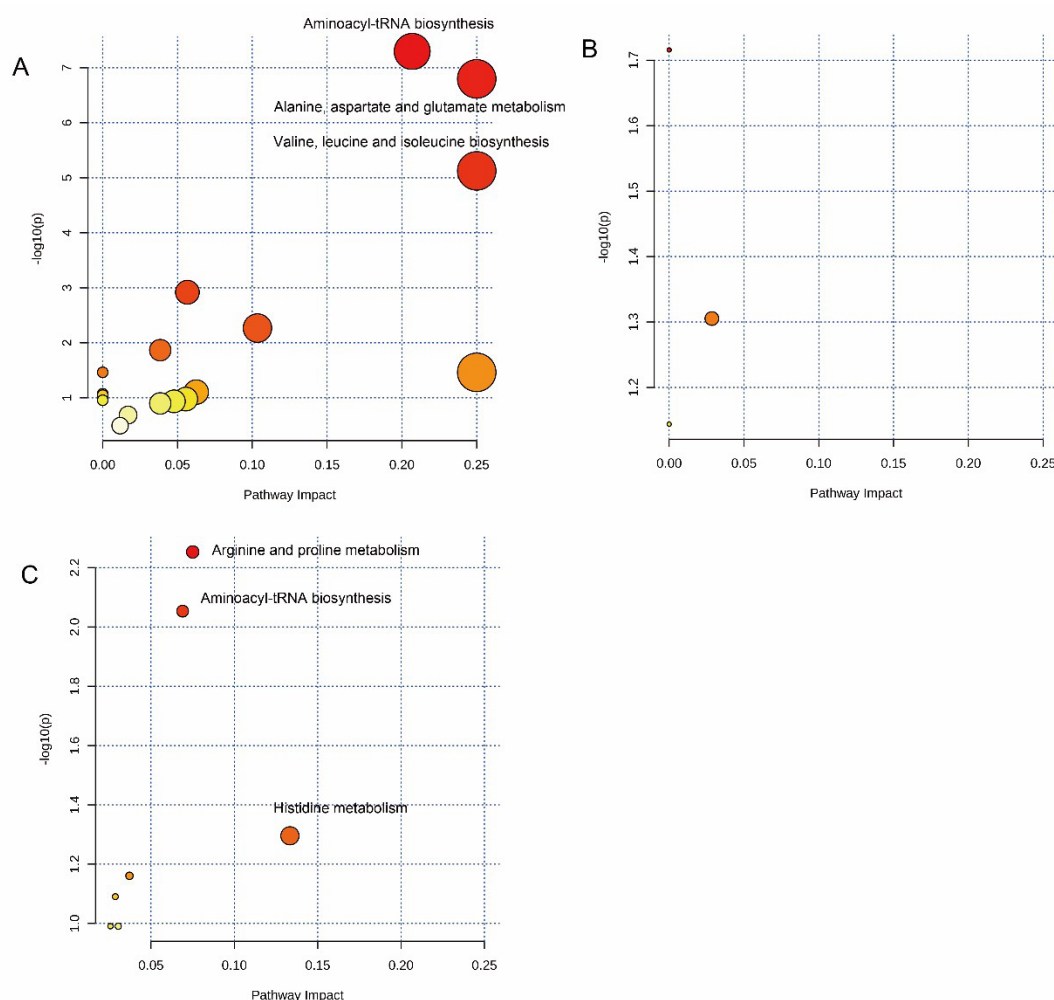 A
Aminoacyl-tRNA biosynthesis
Alanine, aspartate and glutamate metabolism
Valine, leucine and isoleucine biosynthesis
-log10(p)
7
6
5
4
3
2
1
0.00 0.05 0.10 0.15 0.20 0.25
Pathway Impact
B
-log10(p)
1.7
1.6
1.5
1.4
1.3
1.2
0.00 0.05 0.10 0.15 0.20 0.25
Pathway Impact
C
Arginine and proline metabolism
Aminoacyl-tRNA biosynthesis
Histidine metabolism
-log10(p)
2.2
2.0
1.8
1.6
1.4
1.2
1.0
0.05 0.10 0.15 0.20 0.25
Pathway Impact